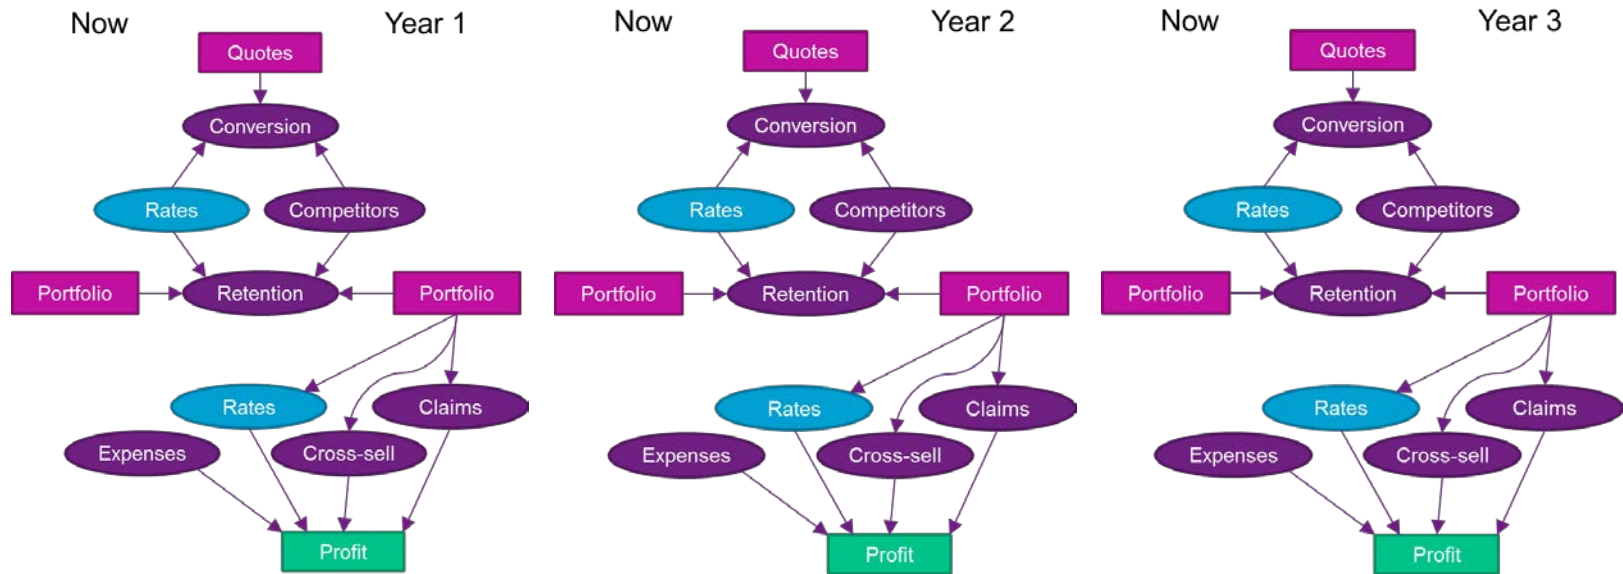 Now
Year 1
Quotes
Conversion
Rates
Competitors
Portfolio
Retention
Portfolio
Rates
Claims
Expenses
Cross-sell
Profit
Now
Year 2
Quotes
Conversion
Rates
Competitors
Portfolio
Retention
Portfolio
Rates
Claims
Expenses
Cross-sell
Profit
Now
Year 3
Quotes
Conversion
Rates
Competitors
Portfolio
Retention
Portfolio
Rates
Claims
Expenses
Cross-sell
Profit